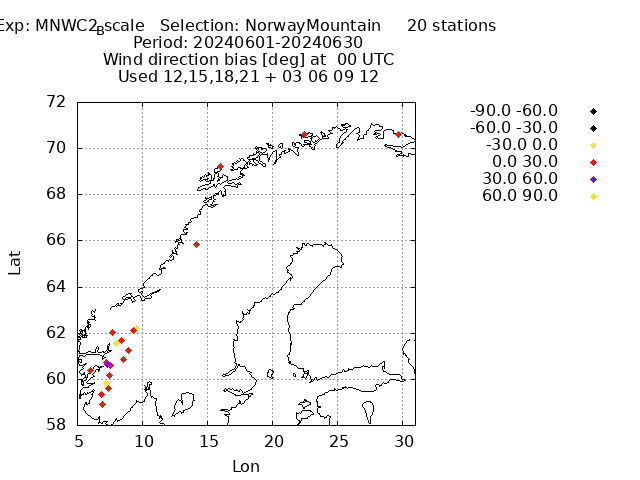 Exp: MNWC2Bscale Selection: NorwayMountain 20 stations
Period: 20240601-20240630
Wind direction bias [deg] at 00 UTC
Used 12,15,18,21 + 03 06 09 12
72
70
68
66
64
62
60
58
5 10 15 20 25 30
Lat
Lon
-90.0 -60.0
-60.0 -30.0
-30.0 0.0
0.0 30.0
30.0 60.0
60.0 90.0